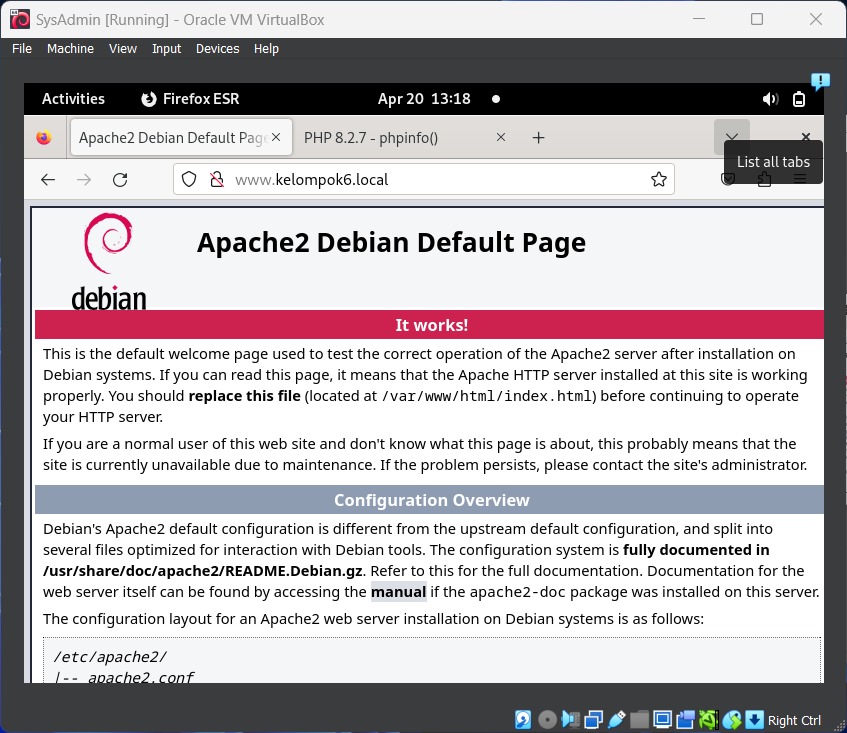 SysAdmin [Running] - Oracle VM VirtualBox
File Machine View Input Devices Help
Activities Firefox ESR Apr 20 13:18
Apache2 Debian Default Page PHP 8.2.7 - phpinfo()
List all tabs
www.kelompok6.local
debian
Apache2 Debian Default Page
It works!
This is the default welcome page used to test the correct operation of the Apache2 server after installation on
Debian systems. If you can read this page, it means that the Apache HTTP server installed at this site is working
properly. You should replace this file (located at /var/www/html/index.html) before continuing to operate
your HTTP server.
If you are a normal user of this web site and don't know what this page is about, this probably means that the
site is currently unavailable due to maintenance. If the problem persists, please contact the site's administrator.
Configuration Overview
Debian's Apache2 default configuration is different from the upstream default configuration, and split into
several files optimized for interaction with Debian tools. The configuration system is fully documented in
/usr/share/doc/apache2/README.Debian.gz. Refer to this for the full documentation. Documentation for the
web server itself can be found by accessing the manual if the apache2-doc package was installed on this server.
The configuration layout for an Apache2 web server installation on Debian systems is as follows:
/etc/apache2/
|-- apache2.conf
Right Ctrl